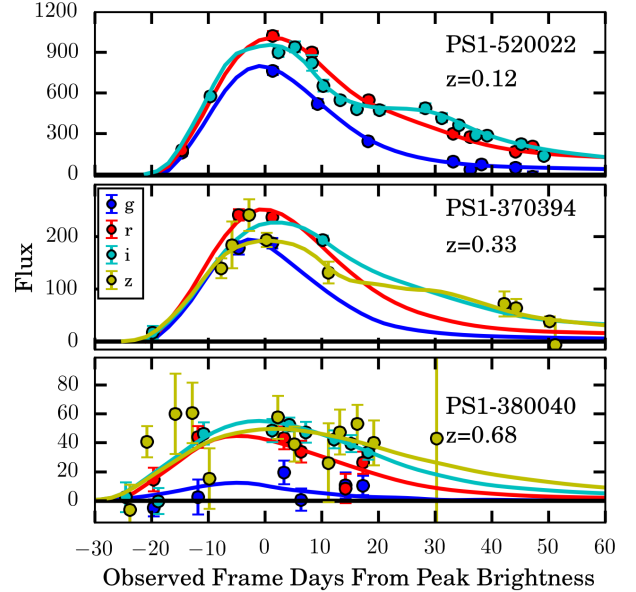 1200
900
600
300
0
PS1-520022
z=0.12
Flux
200
100
0
g
r
i
z
PS1-370394
z=0.33
80
60
40
20
0
PS1-380040
z=0.68
−30 −20 −10 0 10 20 30 40 50 60
Observed Frame Days From Peak Brightness